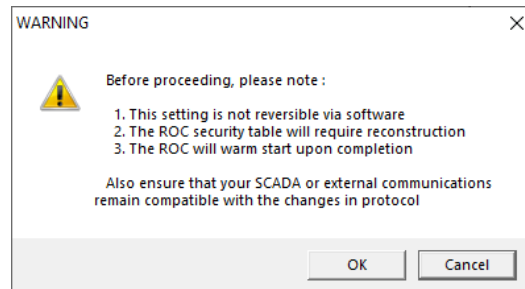 WARNING
Before proceeding, please note :
1. This setting is not reversible via software
2. The ROC security table will require reconstruction
3. The ROC will warm start upon completion
Also ensure that your SCADA or external communications
remain compatible with the changes in protocol
OK
Cancel